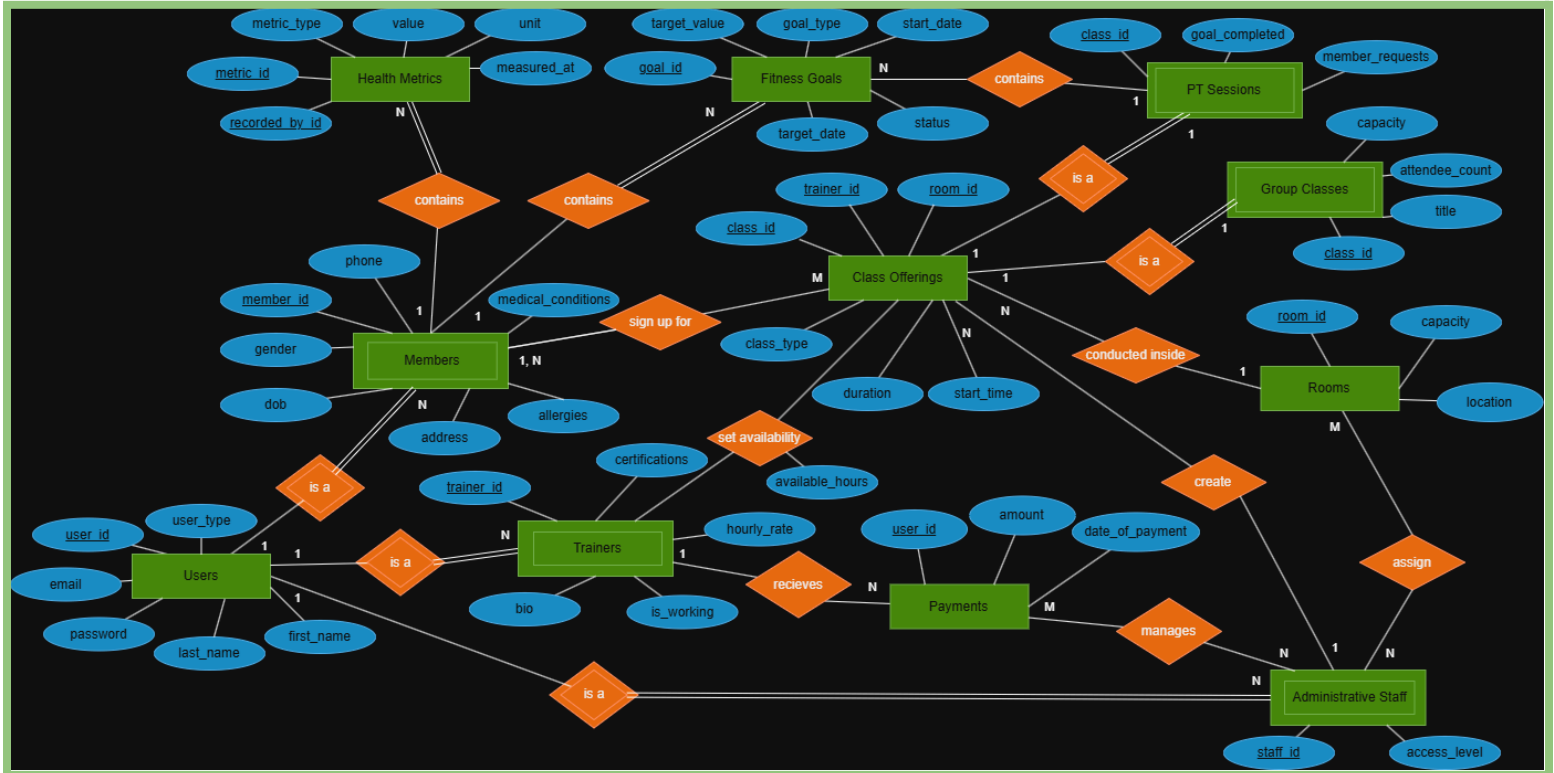 metric_type
value
unit
target_value
goal_type
start_date
class_id
goal_completed
member_requests
metric_id
Health Metrics
measured_at
goal_id
Fitness Goals
N
contains
1
PT Sessions
recorded_by_id
N
N
target_date
status
1
capacity
contains
contains
trainer_id
room_id
is a
Group Classes
attendee_count
title
1
class_id
class_id
phone
M
Class Offerings
1
1
is a
member_id
medical_conditions
1
1
sign up for
N
room_id
capacity
gender
Members
1, N
class_type
N
conducted inside
1
Rooms
location
dob
N
allergies
duration
start_time
M
address
set availability
certifications
is a
trainer_id
available_hours
create
user_id
user_type
1
1
N
Trainers
hourly_rate
1
user_id
amount
date_of_payment
email
Users
is a
recieves
N
Payments
M
assign
1
bio
is_working
password
last_name
first_name
manages
N
1
N
is a
N
Administrative Staff
staff_id
access_level